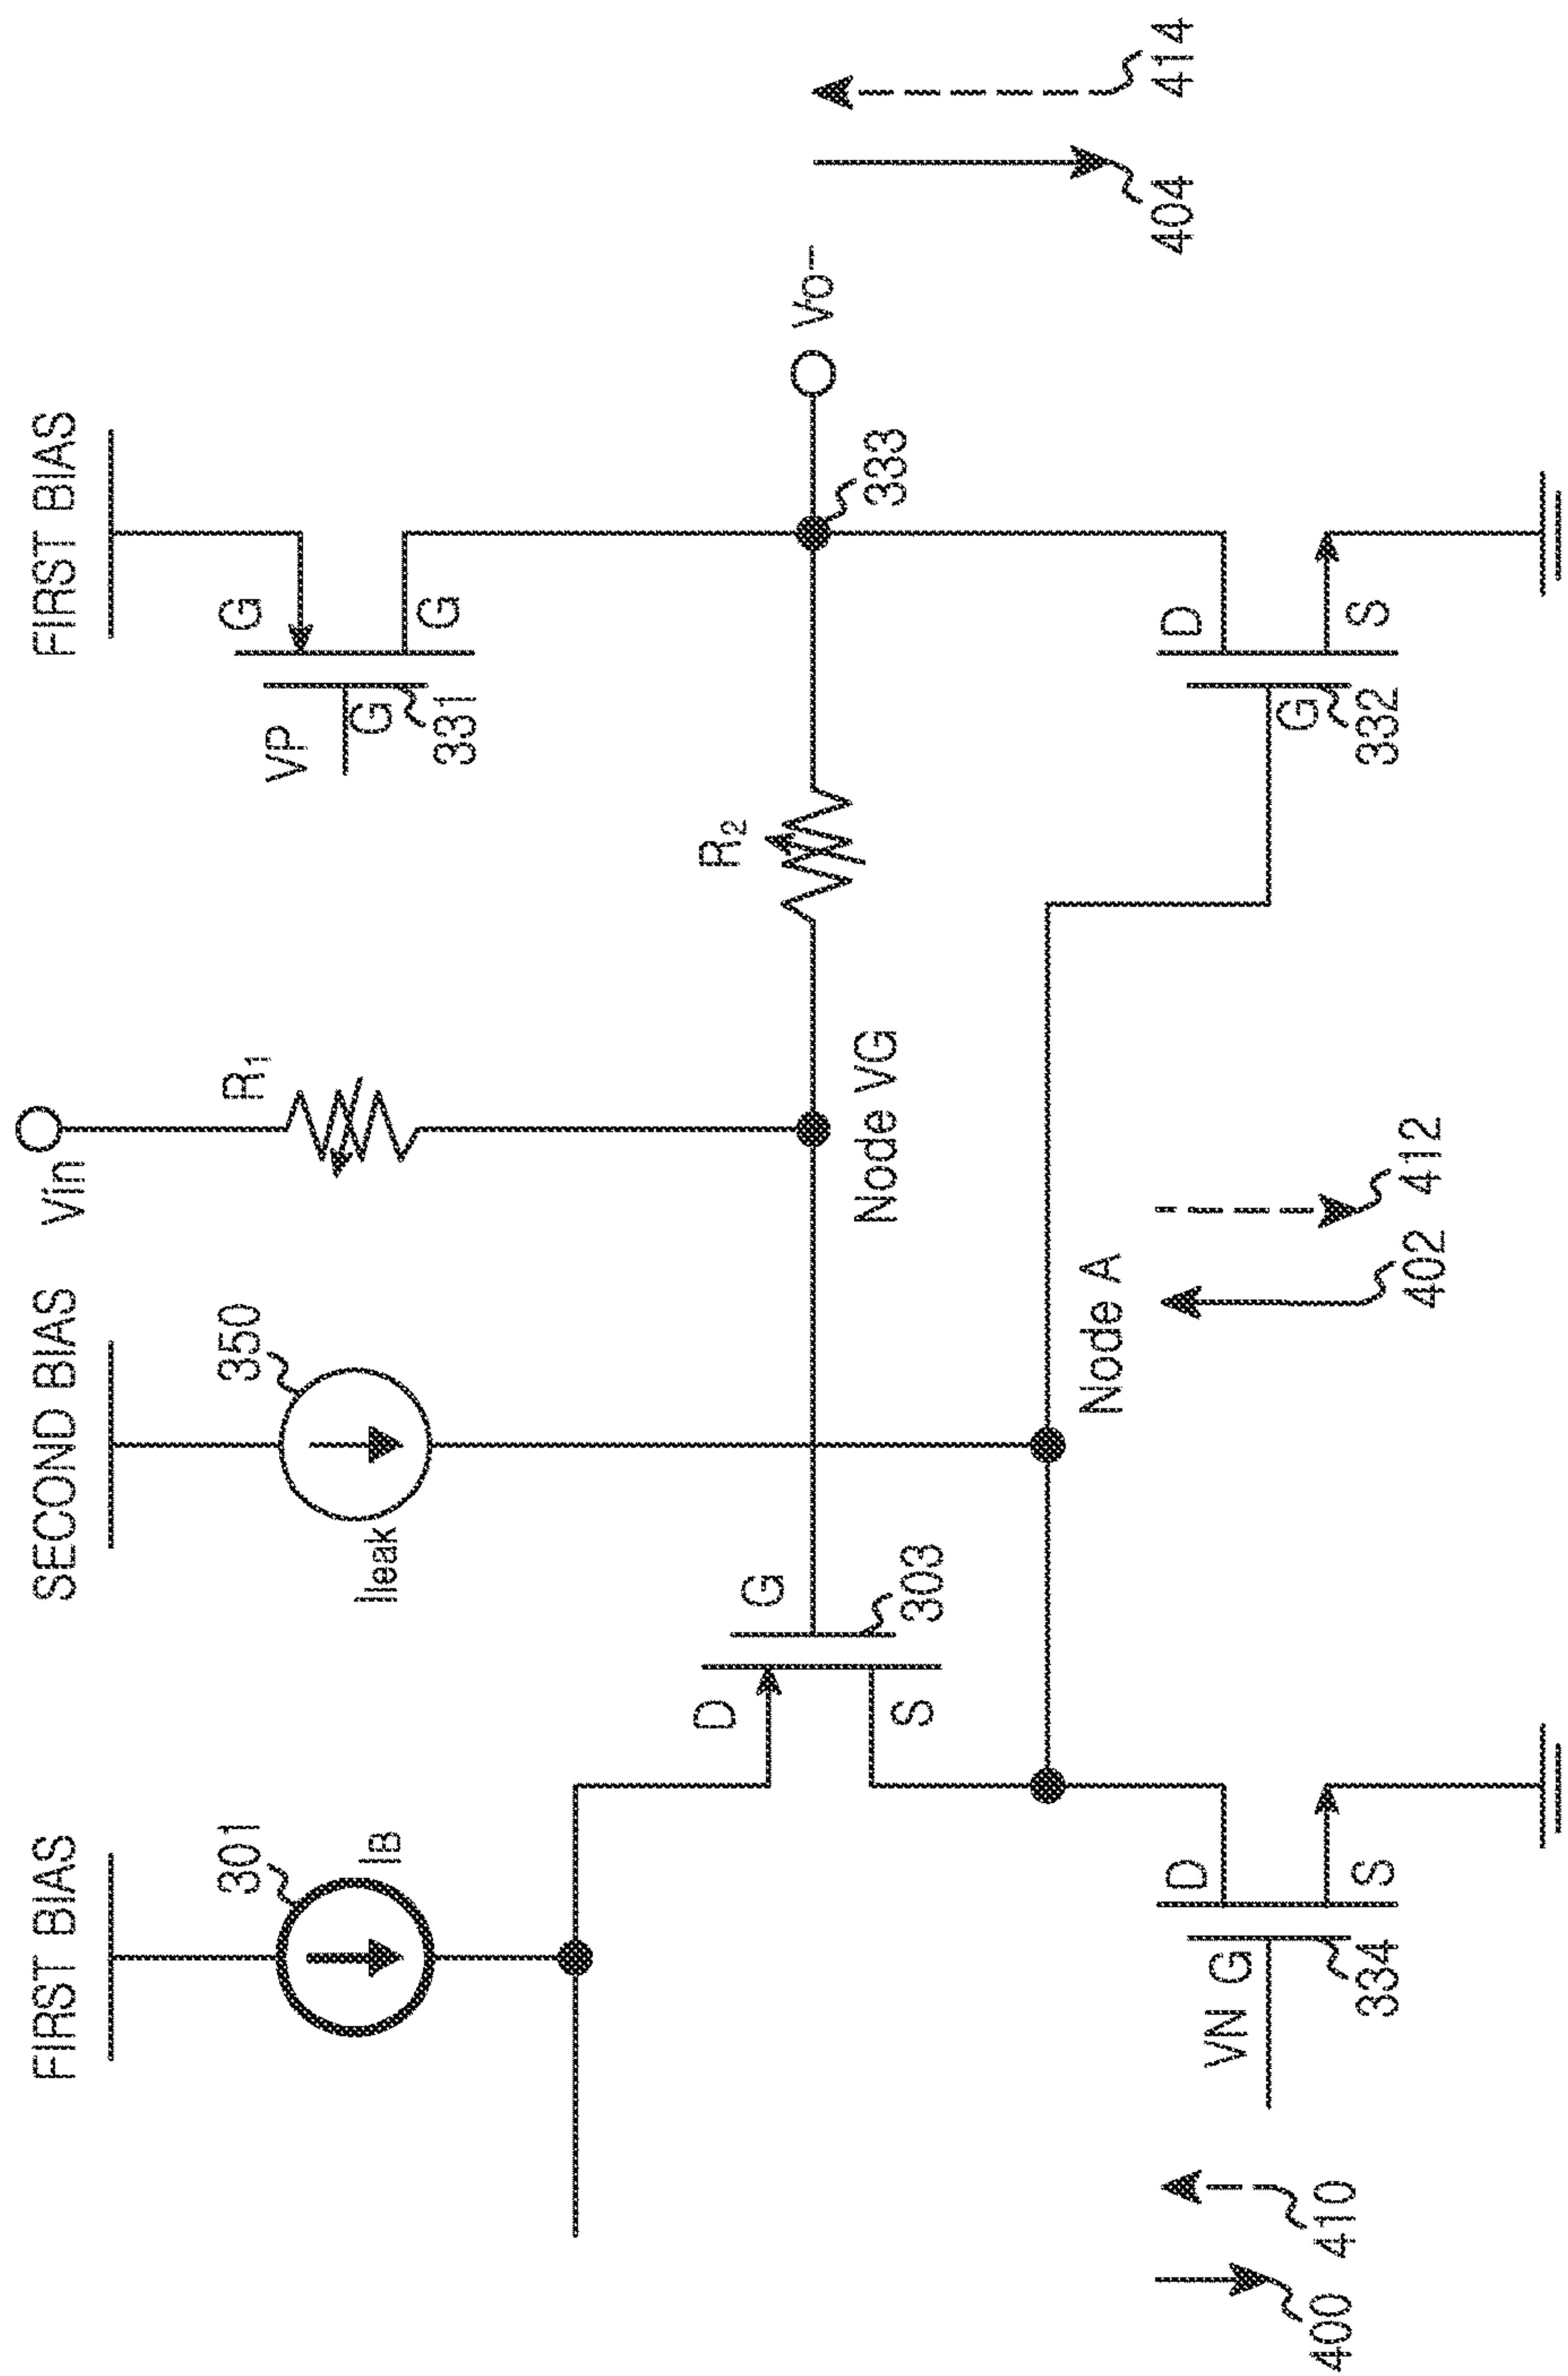 FIRST BIAS
SECOND BIAS
Vin
FIRST BIAS
301
IB
350
Ileak
R1
VP
G
G
G
331
D
G
S
303
R2
Node VG
333
Vo-
Node A
VN
G
D
S
334
G
D
S
332
400
410
402
412
404
414